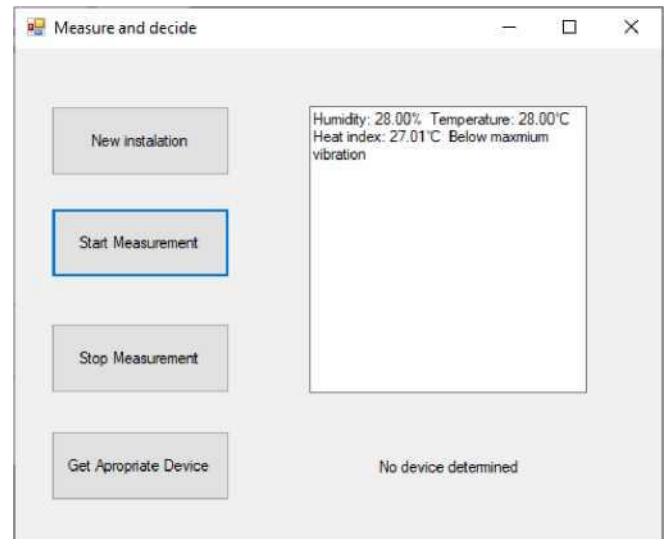 Measure and decide
New instalation
Humidity: 28.00% Temperature: 28.00°C
Heat index: 27.01°C Below maxmium
vibration
Start Measurement
Stop Measurement
Get Apropriate Device
No device determined